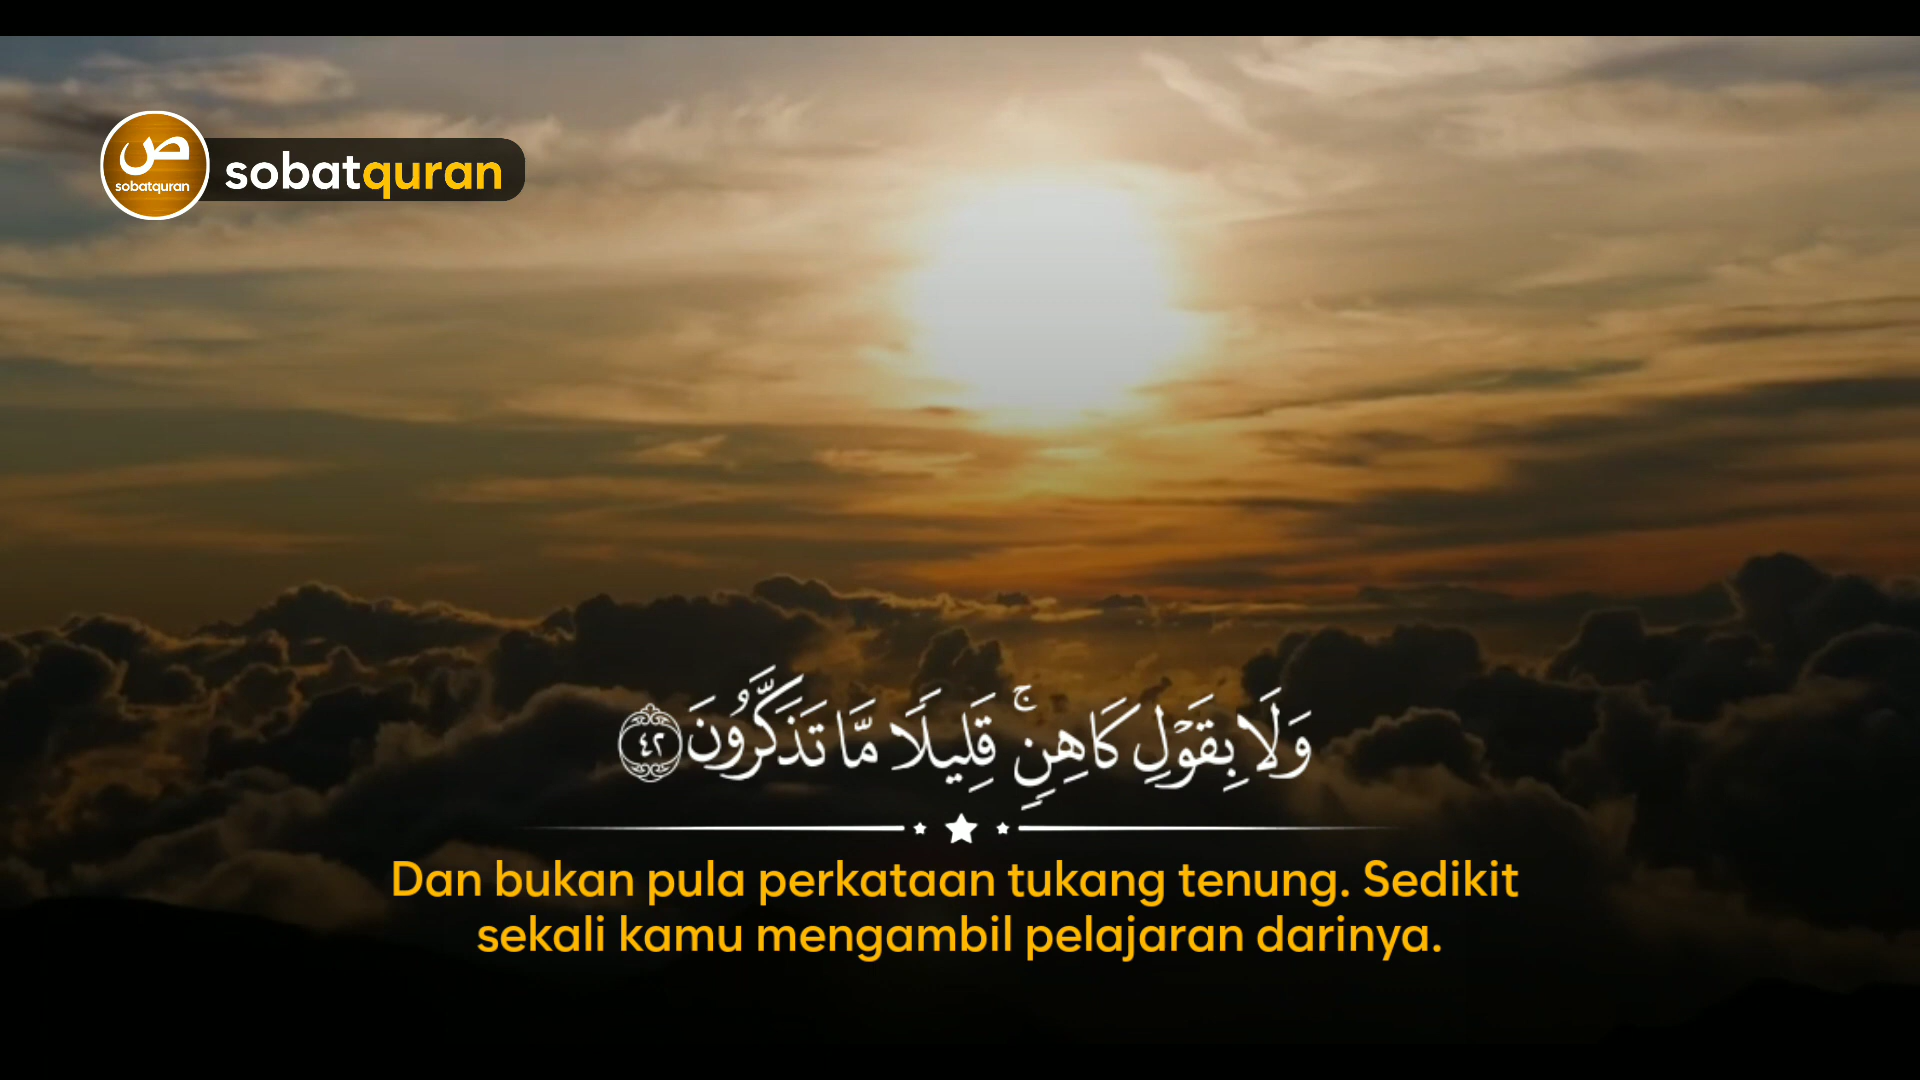 ص
sobatquran
sobatquran
وَلَا بِقَوْلِ كَاهِنٍ ۚ قَلِيلًا مَّا تَذَكَّرُونَ ٤٢
Dan bukan pula perkataan tukang tenung. Sedikit
sekali kamu mengambil pelajaran darinya.